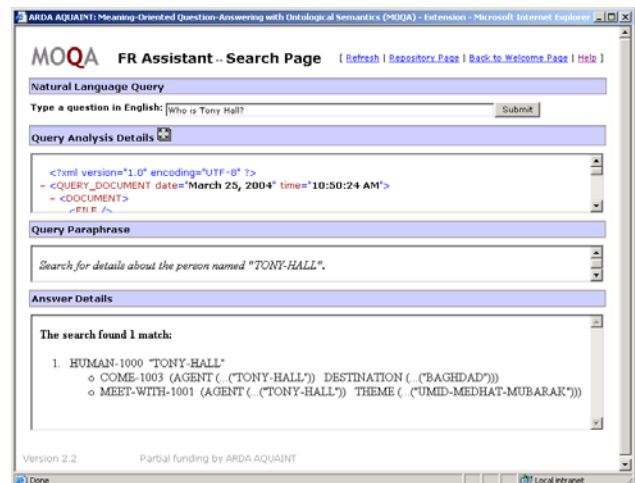 ARDA AQUAINT: Meaning-Oriented Question-Answering with Ontological Semantics (MOQA) - Extension - Microsoft Internet Explorer
MOQA FR Assistant -- Search Page [ Refresh | Repository Page | Back to Welcome Page | Help ]
Natural Language Query
Type a question in English: Who is Tony Hall? Submit
Query Analysis Details
<?xml version="1.0" encoding="UTF-8" ?>
- <QUERY_DOCUMENT date="March 25, 2004" time="10:50:24 AM">
- <DOCUMENT>
<FILE />
Query Paraphrase
Search for details about the person named "TONY-HALL".
Answer Details
The search found 1 match:
1. HUMAN-1000 "TONY-HALL"
o COME-1003 (AGENT (...("TONY-HALL")) DESTINATION (...("BAGHDAD")))
o MEET-WITH-1001 (AGENT (...("TONY-HALL")) THEME (...("UMID-MEDHAT-MUBARAK")))
Version 2.2 Partial funding by ARDA AQUAINT
Done Local intranet